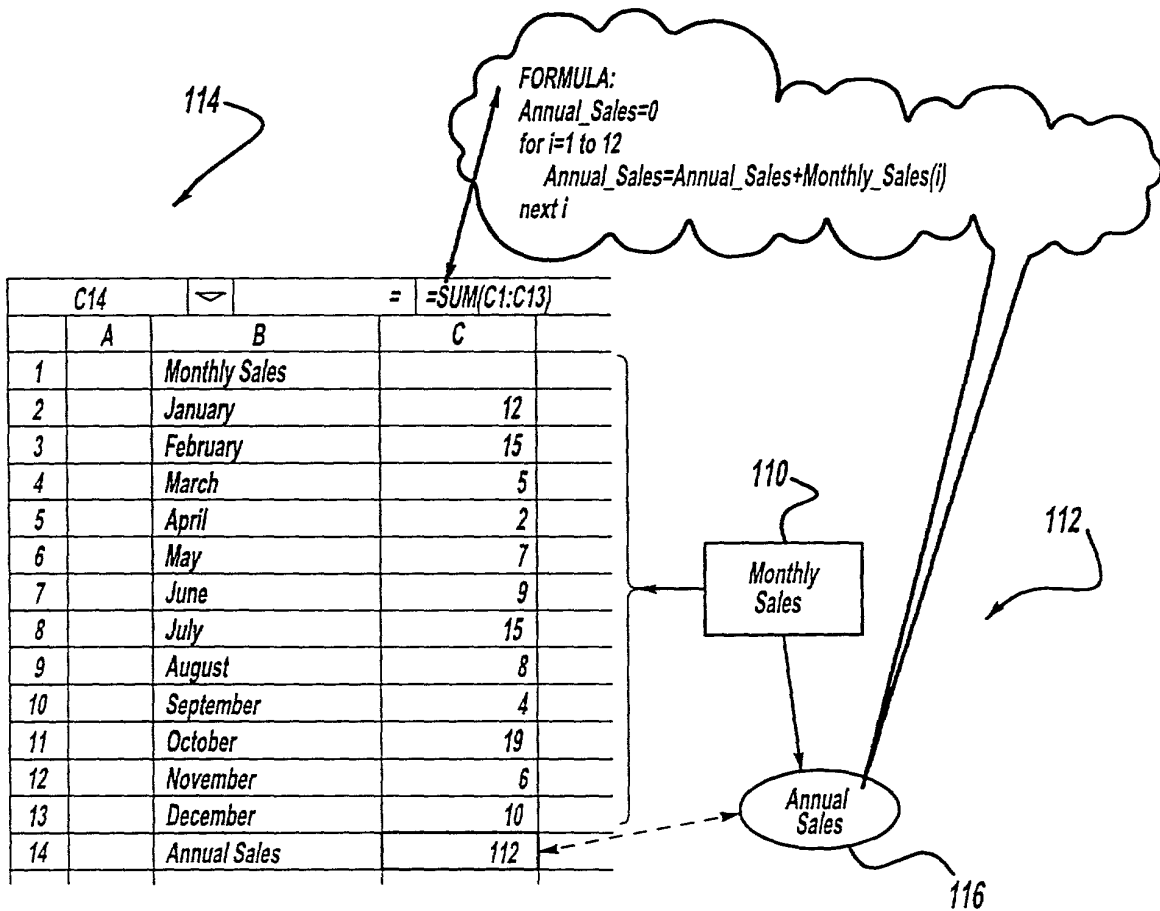 114
FORMULA:
Annual_Sales=0
for i=1 to 12
Annual_Sales=Annual_Sales+Monthly_Sales(i)
next i
C14 = =SUM(C1:C13)
A B C
1 Monthly Sales
2 January 12
3 February 15
4 March 5
5 April 2
6 May 7
7 June 9
8 July 15
9 August 8
10 September 4
11 October 19
12 November 6
13 December 10
14 Annual Sales 112
110
Monthly
Sales
112
Annual
Sales
116